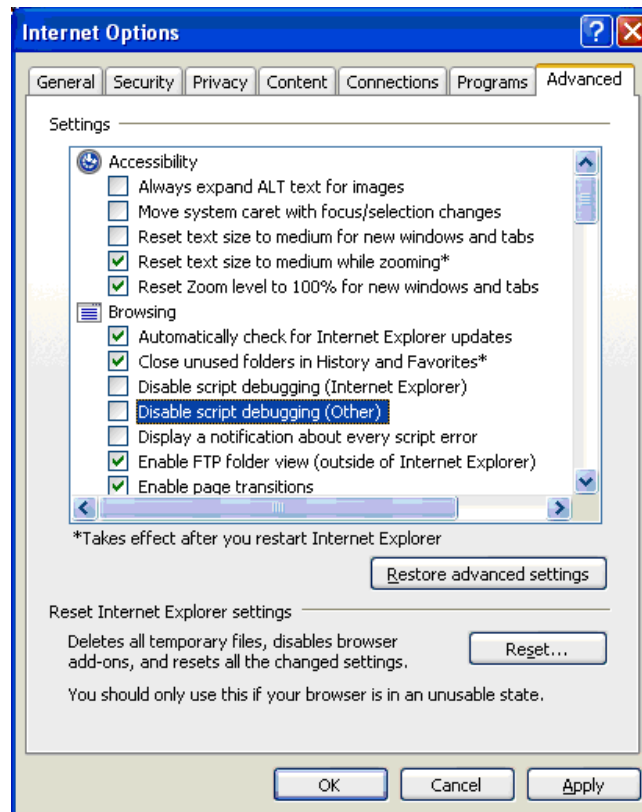 Internet Options
General Security Privacy Content Connections Programs Advanced
Settings
Accessibility
Always expand ALT text for images
Move system caret with focus/selection changes
Reset text size to medium for new windows and tabs
Reset text size to medium while zooming*
Reset Zoom level to 100% for new windows and tabs
Browsing
Automatically check for Internet Explorer updates
Close unused folders in History and Favorites*
Disable script debugging (Internet Explorer)
Disable script debugging (Other)
Display a notification about every script error
Enable FTP folder view (outside of Internet Explorer)
Enable page transitions
*Takes effect after you restart Internet Explorer
Restore advanced settings
Reset Internet Explorer settings
Deletes all temporary files, disables browser
add-ons, and resets all the changed settings.
Reset...
You should only use this if your browser is in an unusable state.
OK Cancel Apply